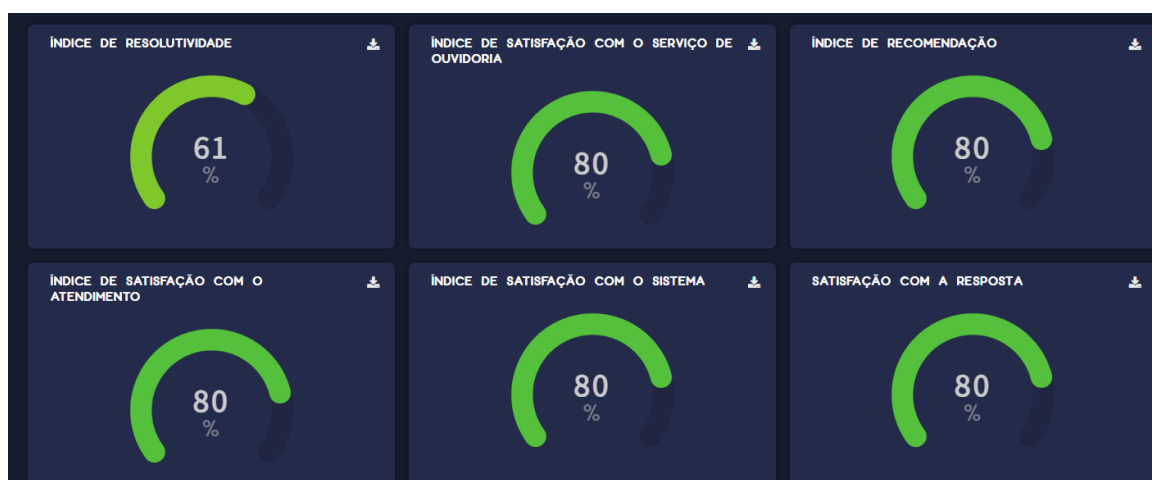 ÍNDICE DE RESOLUTIVIDADE
61
%
ÍNDICE DE SATISFAÇÃO COM O SERVIÇO DE
OUVIDORIA
80
%
ÍNDICE DE RECOMENDAÇÃO
80
%
ÍNDICE DE SATISFAÇÃO COM O
ATENDIMENTO
80
%
ÍNDICE DE SATISFAÇÃO COM O SISTEMA
80
%
SATISFAÇÃO COM A RESPOSTA
80
%